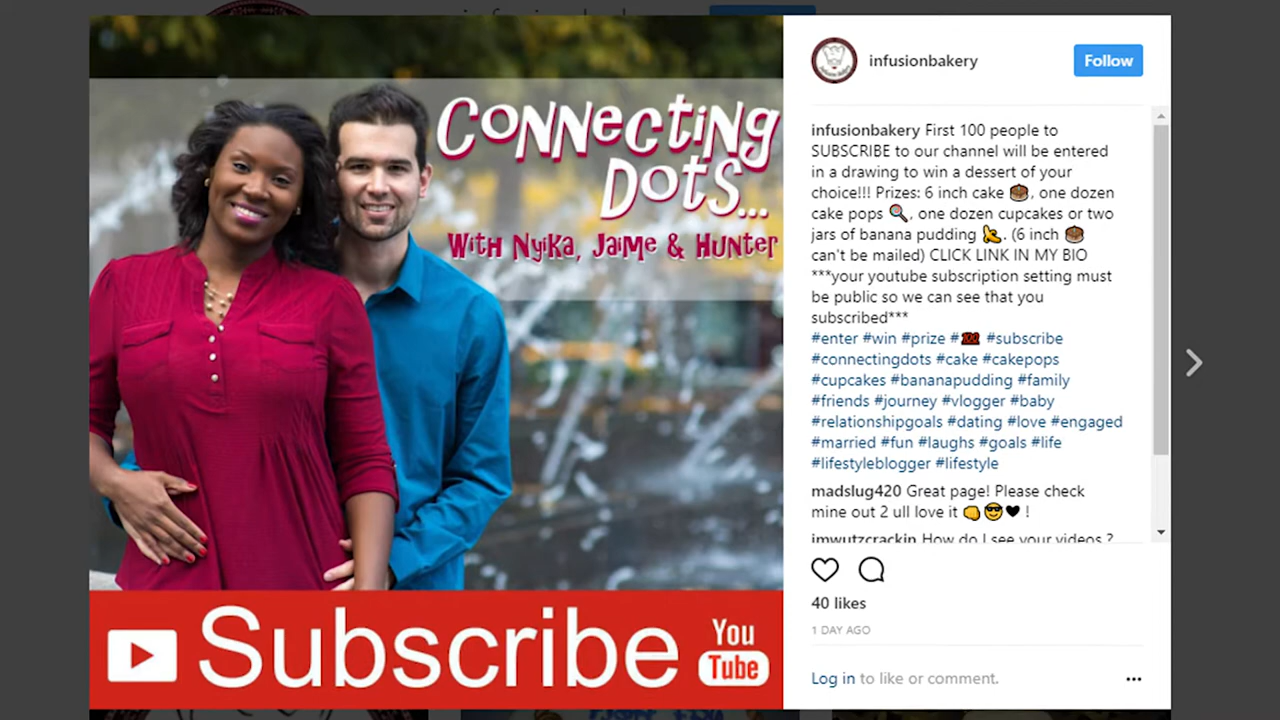 CONNECTING
DOTS...
WITH NYIKA, JAIME & HUNTER
Subscribe
You
Tube
infusionbakery
Follow
infusionbakery First 100 people to
SUBSCRIBE to our channel will be entered
in a drawing to win a dessert of your
choice!!! Prizes: 6 inch cake 🎂, one dozen
cake pops 🍭, one dozen cupcakes or two
jars of banana pudding 🍌. (6 inch 🎂
can't be mailed) CLICK LINK IN MY BIO
***your youtube subscription setting must
be public so we can see that you
subscribed***
#enter #win #prize #💯 #subscribe
#connectingdots #cake #cakepops
#cupcakes #bananapudding #family
#friends #journey #vlogger #baby
#relationshipgoals #dating #love #engaged
#married #fun #laughs #goals #life
#lifestyleblogger #lifestyle
madslug420 Great page! Please check
mine out 2 ull love it 👊😎🖤 !
imwutzcrackin How do I see your videos ?
40 likes
1 DAY AGO
Log in to like or comment.